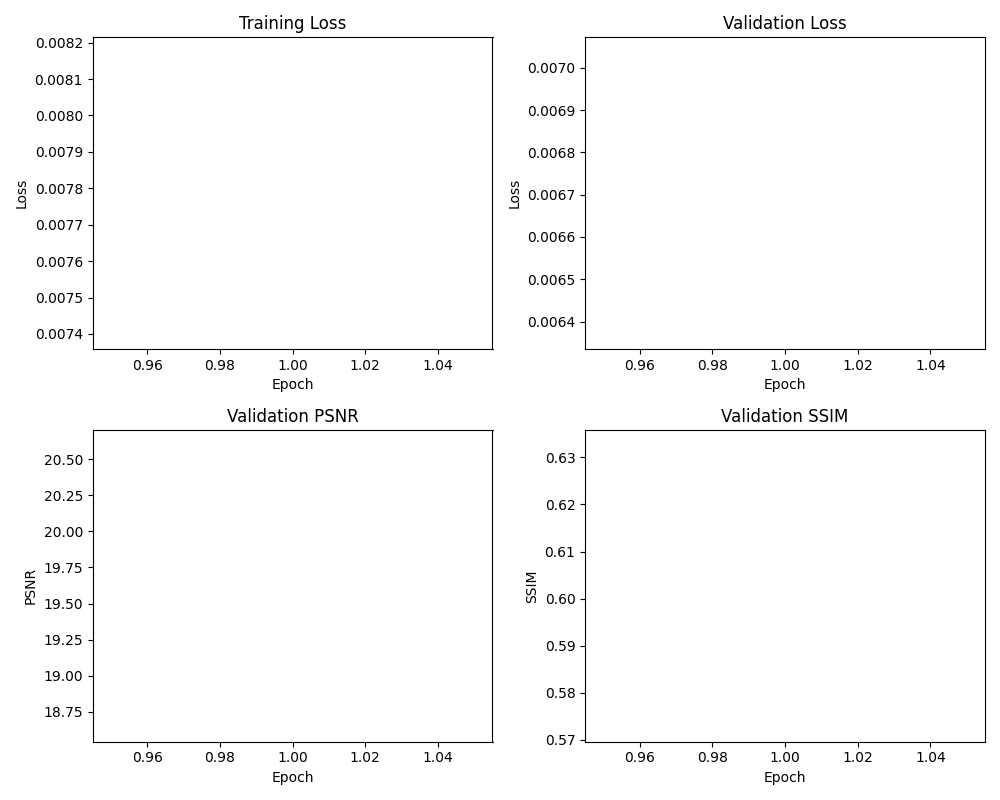 Training Loss
Loss
0.0082
0.0081
0.0080
0.0079
0.0078
0.0077
0.0076
0.0075
0.0074
0.96 0.98 1.00 1.02 1.04
Epoch
Validation Loss
Loss
0.0070
0.0069
0.0068
0.0067
0.0066
0.0065
0.0064
0.96 0.98 1.00 1.02 1.04
Epoch
Validation PSNR
PSNR
20.50
20.25
20.00
19.75
19.50
19.25
19.00
18.75
0.96 0.98 1.00 1.02 1.04
Epoch
Validation SSIM
SSIM
0.63
0.62
0.61
0.60
0.59
0.58
0.57
0.96 0.98 1.00 1.02 1.04
Epoch